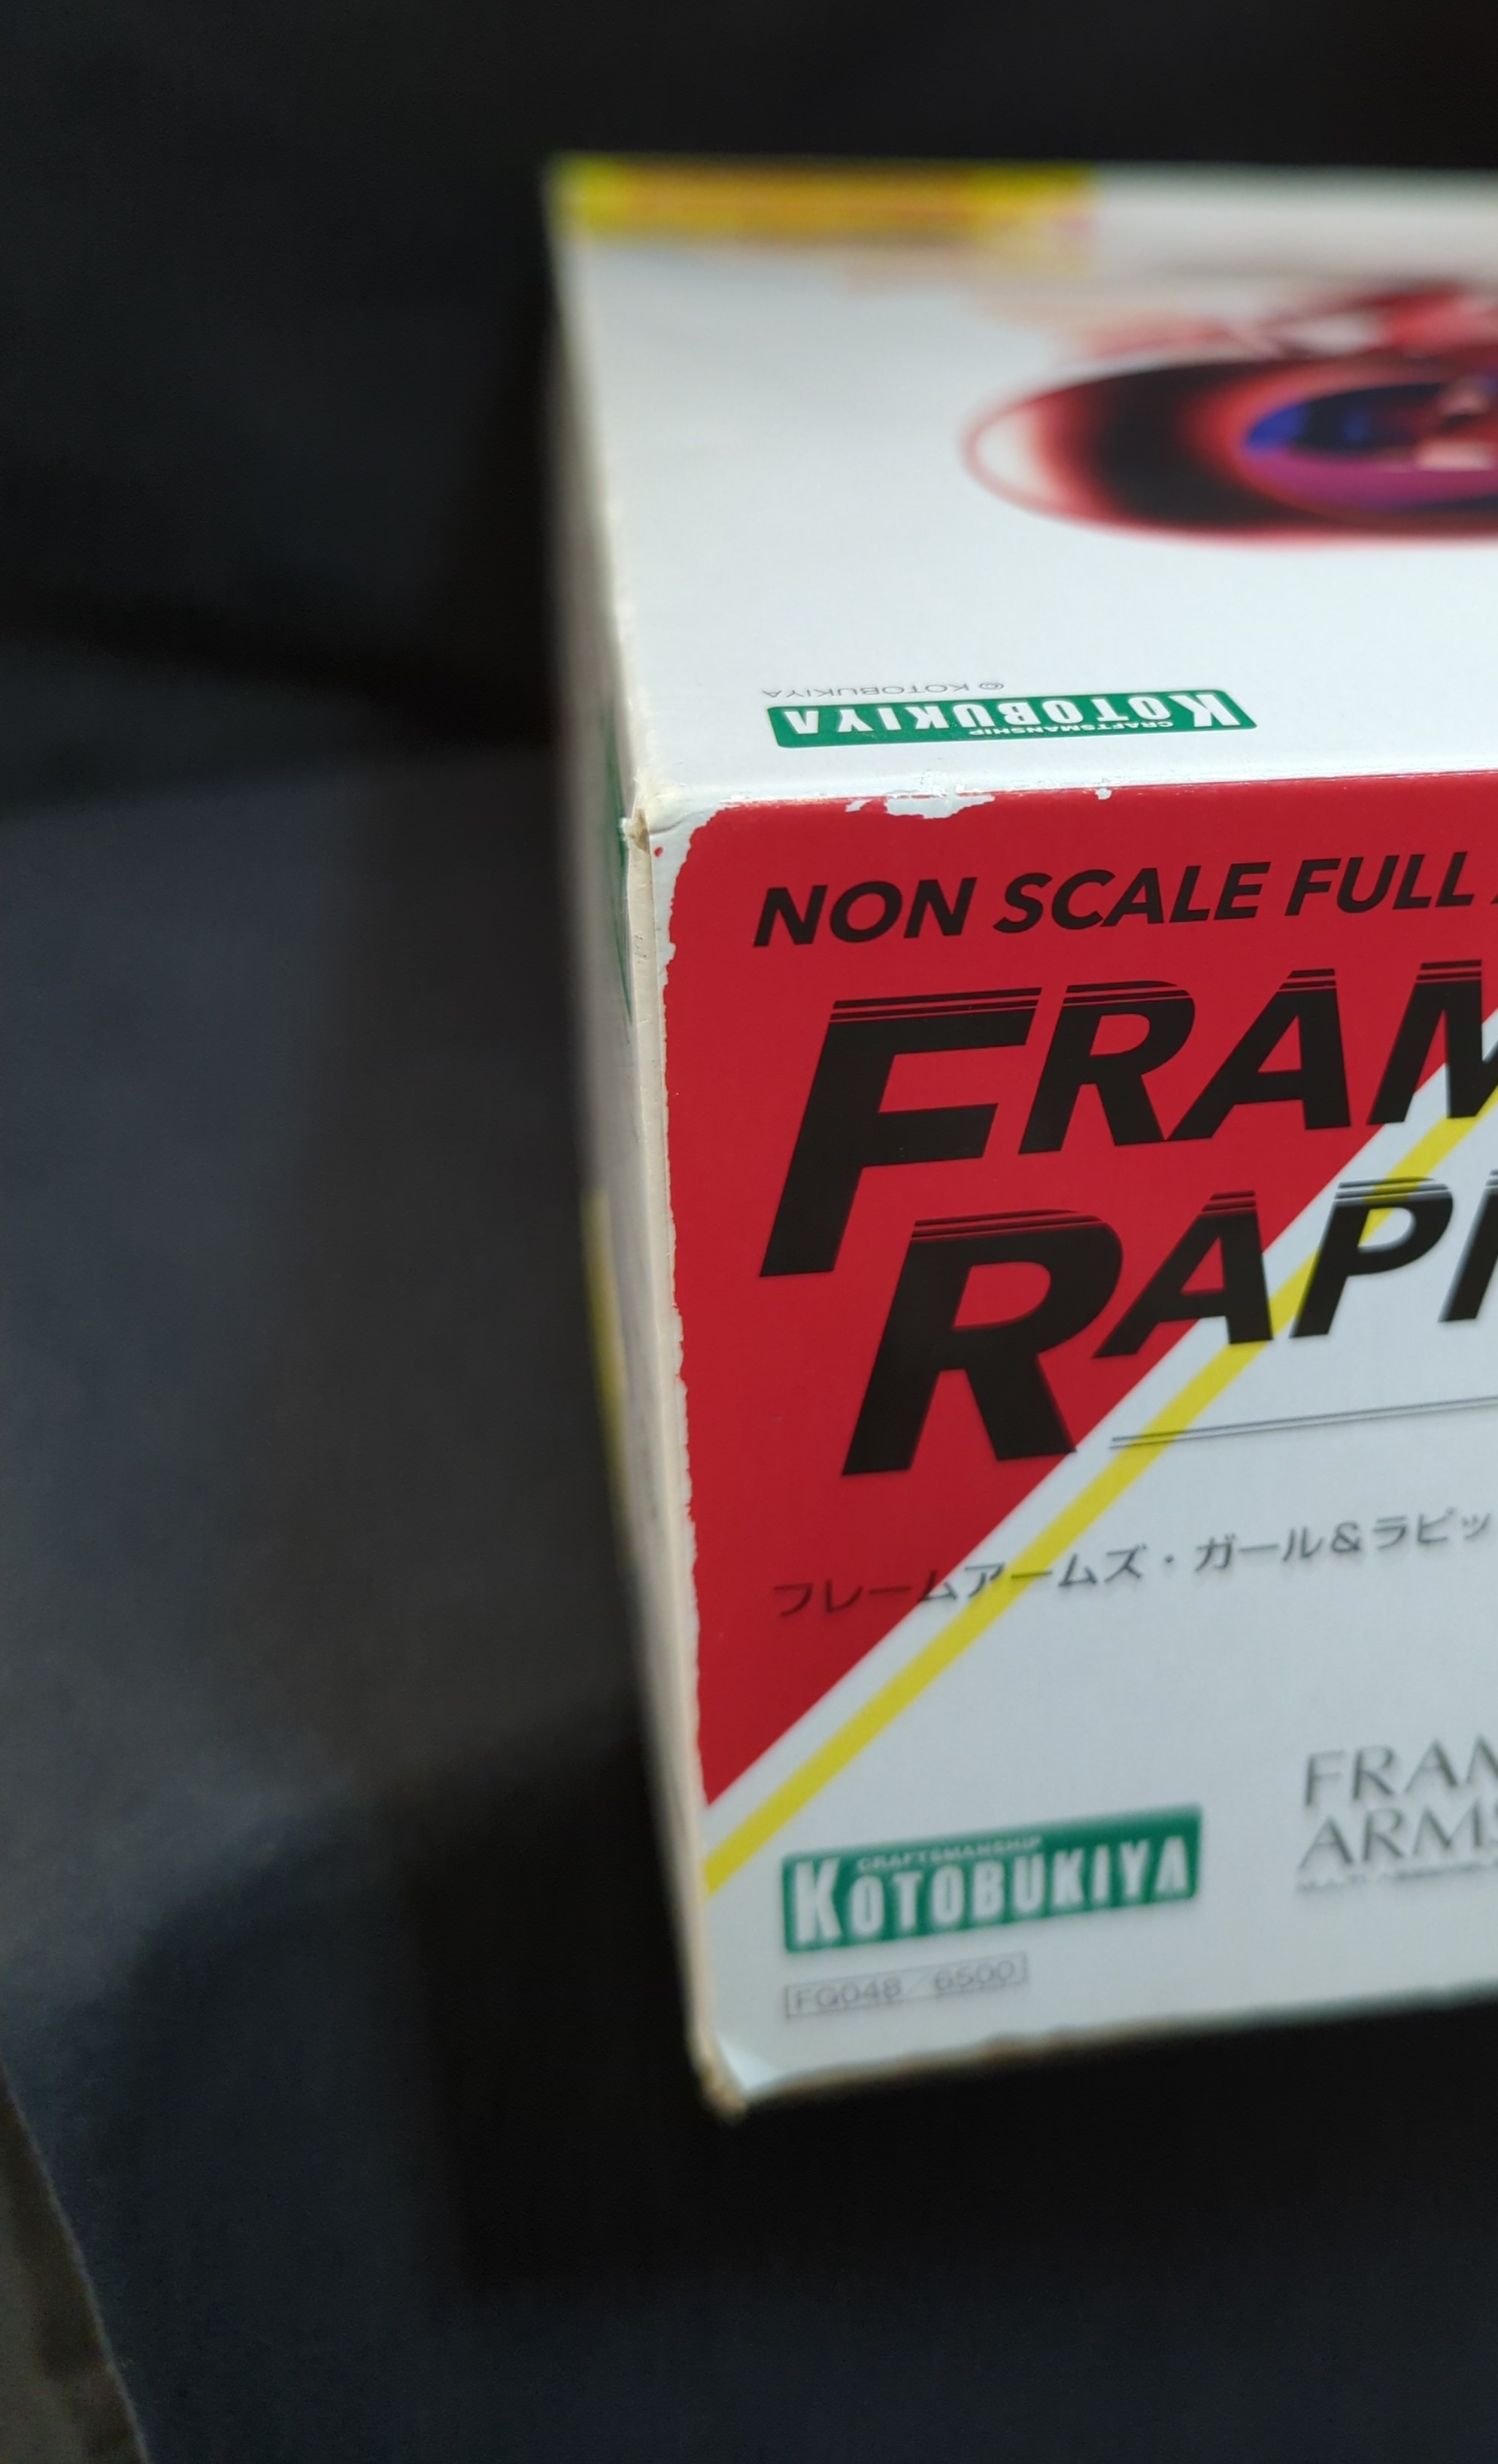 © KOTOBUKIYA
CRAFTSMANSHIP
KOTOBUKIYA
NON SCALE FULL
FRAM
RAPI
フレームアームズ・ガール&ラピッ
CRAFTSMANSHIP
KOTOBUKIYA
FRAM
ARMS
FG048 / 6500